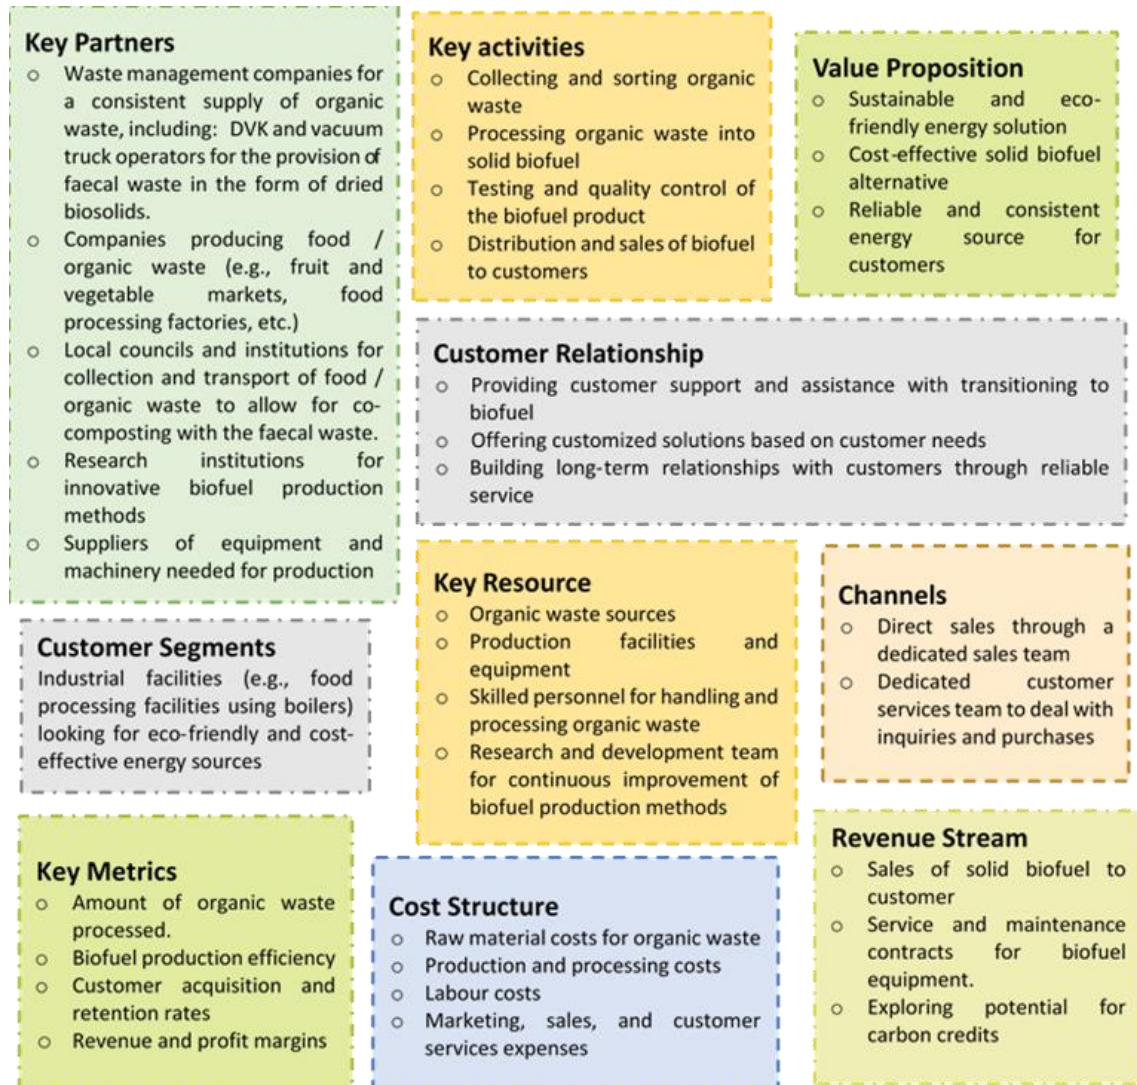 Key Partners
o Waste management companies for
a consistent supply of organic
waste, including: DVK and vacuum
truck operators for the provision of
faecal waste in the form of dried
biosolids.
o Companies producing food /
organic waste (e.g., fruit and
vegetable markets, food
processing factories, etc.)
o Local councils and institutions for
collection and transport of food /
organic waste to allow for co-
composting with the faecal waste.
o Research institutions for
innovative biofuel production
methods
o Suppliers of equipment and
machinery needed for production
Key activities
o Collecting and sorting organic
waste
o Processing organic waste into
solid biofuel
o Testing and quality control of
the biofuel product
o Distribution and sales of biofuel
to customers
Value Proposition
o Sustainable and eco-
friendly energy solution
o Cost-effective solid biofuel
alternative
o Reliable and consistent
energy source for
customers
Customer Relationship
o Providing customer support and assistance with transitioning to
biofuel
o Offering customized solutions based on customer needs
o Building long-term relationships with customers through reliable
service
Customer Segments
Industrial facilities (e.g., food
processing facilities using boilers)
looking for eco-friendly and cost-
effective energy sources
Key Resource
o Organic waste sources
o Production facilities and
equipment
o Skilled personnel for handling and
processing organic waste
o Research and development team
for continuous improvement of
biofuel production methods
Channels
o Direct sales through a
dedicated sales team
o Dedicated customer
services team to deal with
inquiries and purchases
Key Metrics
o Amount of organic waste
processed.
o Biofuel production efficiency
o Customer acquisition and
retention rates
o Revenue and profit margins
Cost Structure
o Raw material costs for organic waste
o Production and processing costs
o Labour costs
o Marketing, sales, and customer
services expenses
Revenue Stream
o Sales of solid biofuel to
customer
o Service and maintenance
contracts for biofuel
equipment.
o Exploring potential for
carbon credits